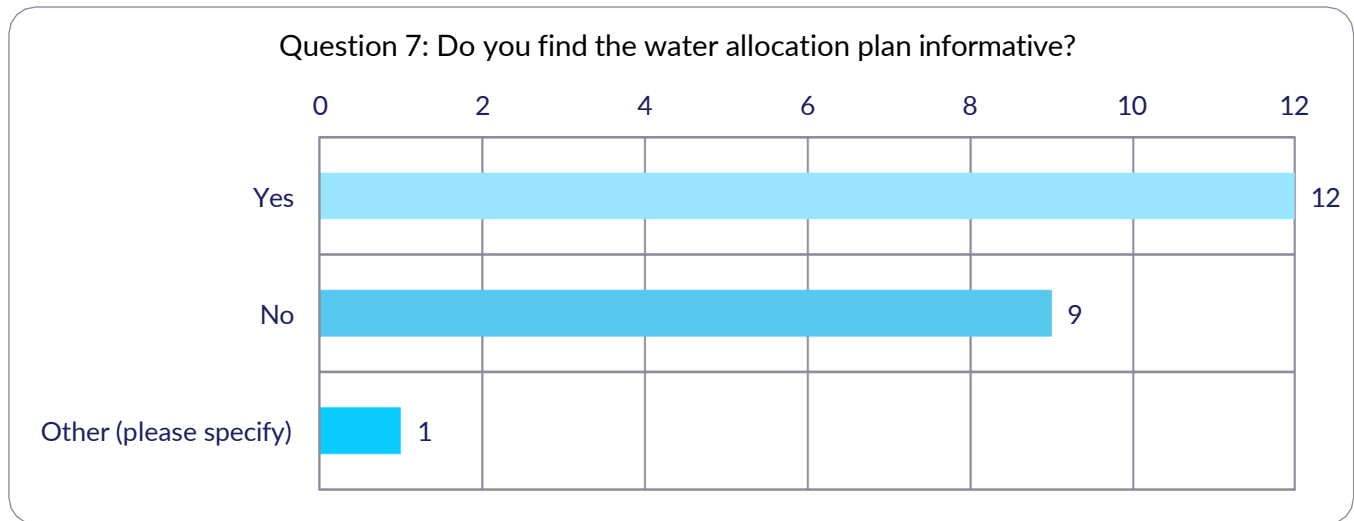 Question 7: Do you find the water allocation plan informative?
0 2 4 6 8 10 12
Yes 12
No 9
Other (please specify) 1